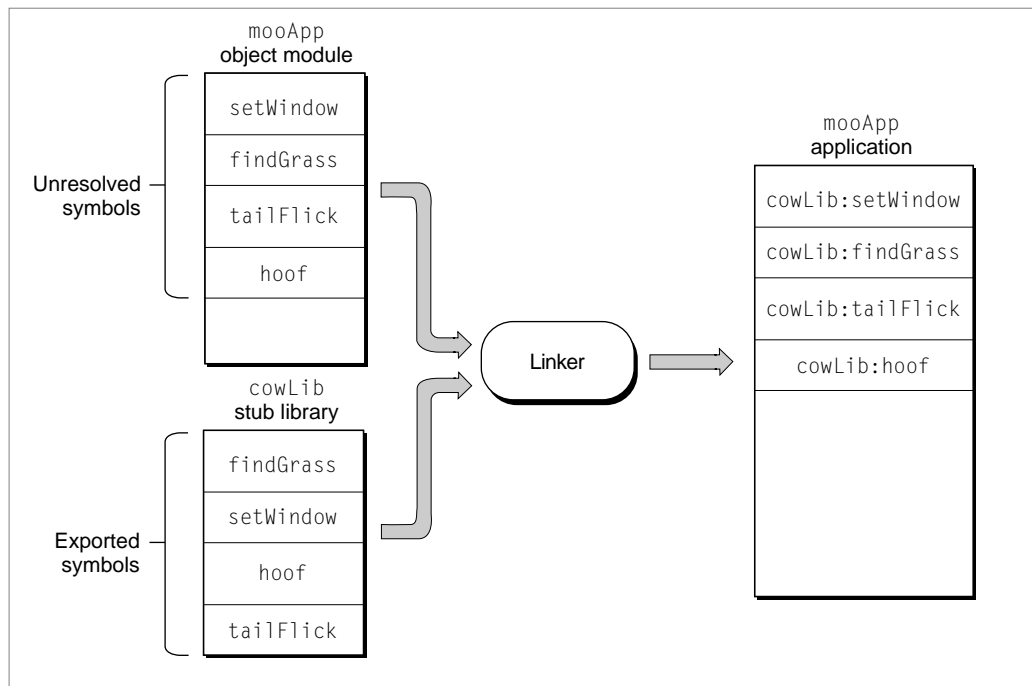 mooApp
object module
setWindow
findGrass
tailFlick
hoof
Unresolved
symbols
cowLib
stub library
findGrass
setWindow
hoof
tailFlick
Exported
symbols
Linker
mooApp
application
cowLib:setWindow
cowLib:findGrass
cowLib:tailFlick
cowLib:hoof